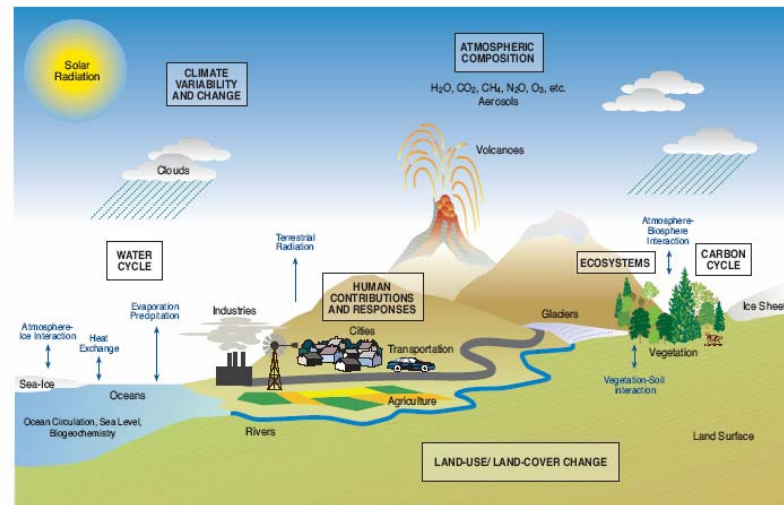 Solar
Radiation
CLIMATE
VARIABILITY
AND CHANGE
ATMOSPHERIC
COMPOSITION
H₂O, CO₂, CH₄, N₂O, O₃, etc.
Aerosols
Volcanoes
Clouds
Atmosphere-
Biosphere
Interaction
WATER
CYCLE
Terrestrial
Radiation
ECOSYSTEMS
CARBON
CYCLE
HUMAN
CONTRIBUTIONS
AND RESPONSES
Evaporation
Precipitation
Industries
Glaciers
Ice Sheet
Atmosphere-
Ice Interaction
Heat
Exchange
Cities
Transportation
Vegetation
Sea-Ice
Oceans
Vegetation-Soil
interaction
Agriculture
Ocean Circulation, Sea Level,
Biogeochemistry
Rivers
Land Surface
LAND-USE/ LAND-COVER CHANGE